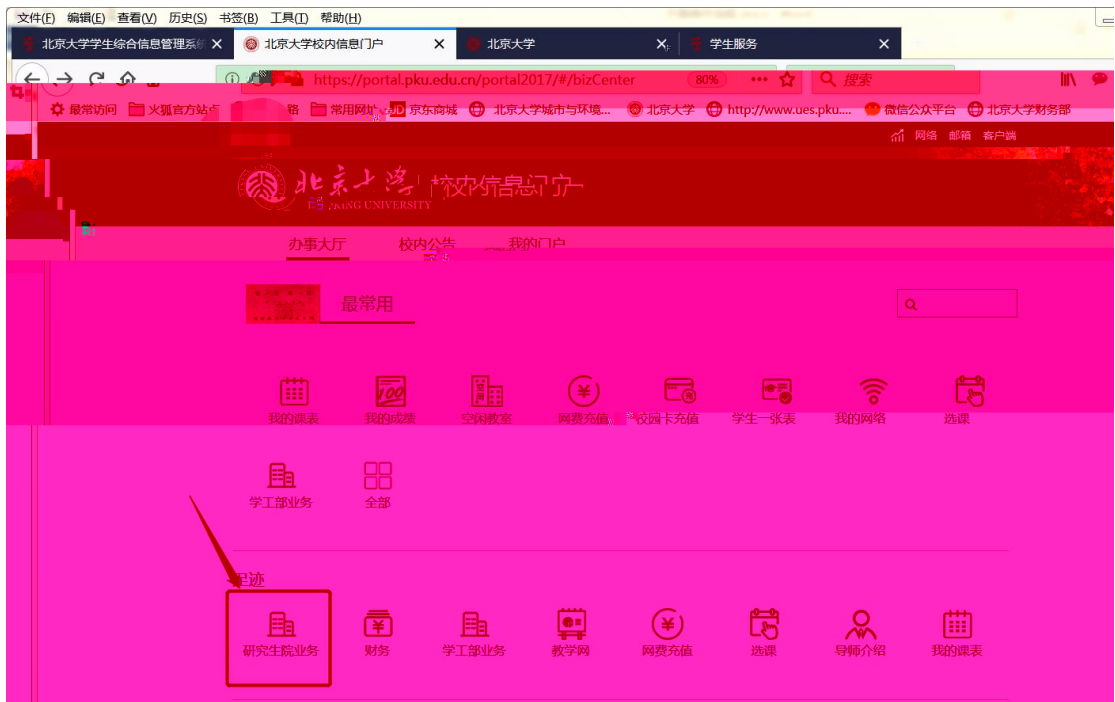 文件(F) 编辑(E) 查看(V) 历史(S) 书签(B) 工具(T) 帮助(H)
北京大学学生综合信息管理系统 北京大学校内信息门户 北京大学 学生服务
https://portal.pku.edu.cn/portal2017/#/bizCenter 80% 搜索
最常访问 火狐官方站点 路 常用网址 JD 京东商城 北京大学城市与环境... 北京大学 http://www.ues.pku.... 微信公众平台 北京大学财务部
网络 邮箱 客户端
北京大学 校内信息门户
PEKING UNIVERSITY
办事大厅 校内公告 我的门户
最常用
100
我的课表 我的成绩 空闲教室 网费充值 校园卡充值 学生一张表 我的网络 选课
学工部业务 全部
足迹
研究生院业务 财务 学工部业务 教学网 网费充值 选课 导师介绍 我的课表